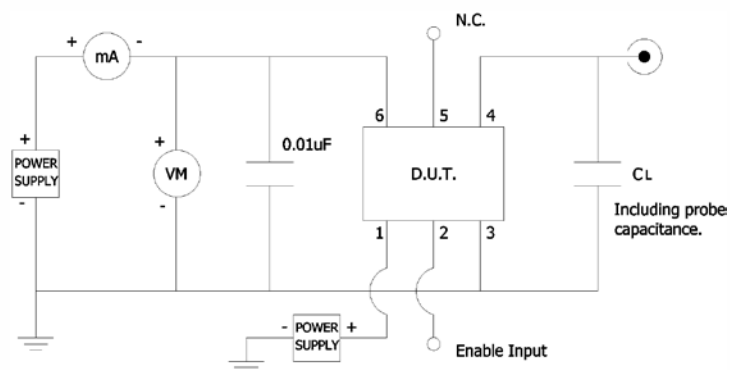 N.C.
+ mA -
6 5 4
+
POWER
SUPPLY
-
+
VM
-
0.01uF
D.U.T.
CL
Including probe
capacitance.
1 2 3
- POWER
SUPPLY +
Enable Input